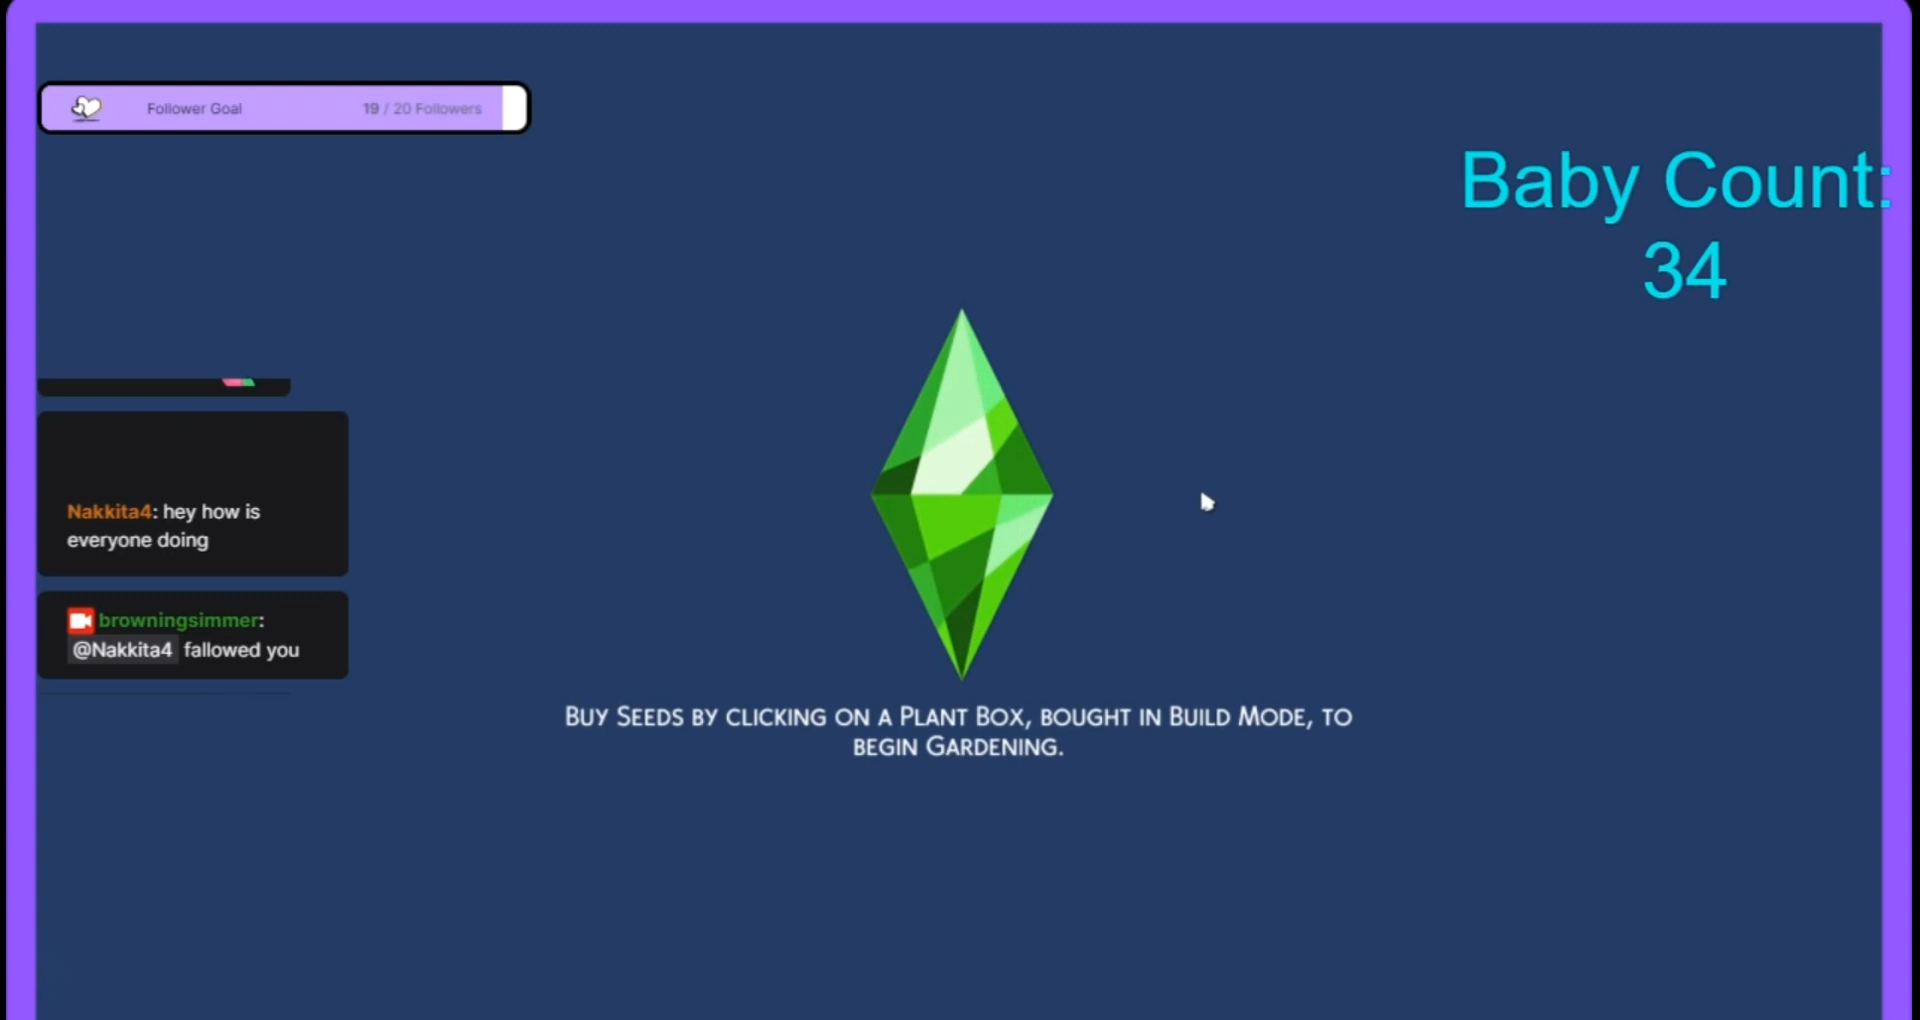 Follower Goal 19 / 20 Followers
Baby Count:
34
Nakkita4: hey how is
everyone doing
browningsimmer:
@Nakkita4 fallowed you
BUY SEEDS BY CLICKING ON A PLANT BOX, BOUGHT IN BUILD MODE, TO
BEGIN GARDENING.